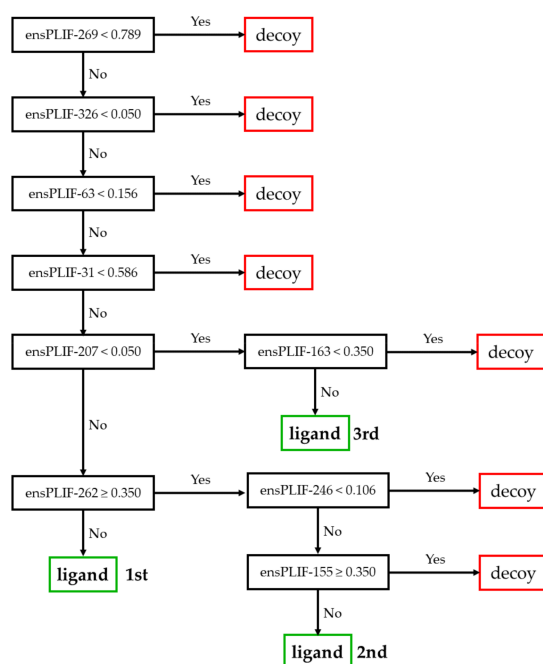 ensPLIF-269 < 0.789
Yes
decoy
No
ensPLIF-326 < 0.050
Yes
decoy
No
ensPLIF-63 < 0.156
Yes
decoy
No
ensPLIF-31 < 0.586
Yes
decoy
No
ensPLIF-207 < 0.050
Yes
ensPLIF-163 < 0.350
Yes
decoy
No
No
ligand 3rd
ensPLIF-262 ≥ 0.350
Yes
ensPLIF-246 < 0.106
Yes
decoy
No
No
ligand 1st
ensPLIF-155 ≥ 0.350
Yes
decoy
No
ligand 2nd